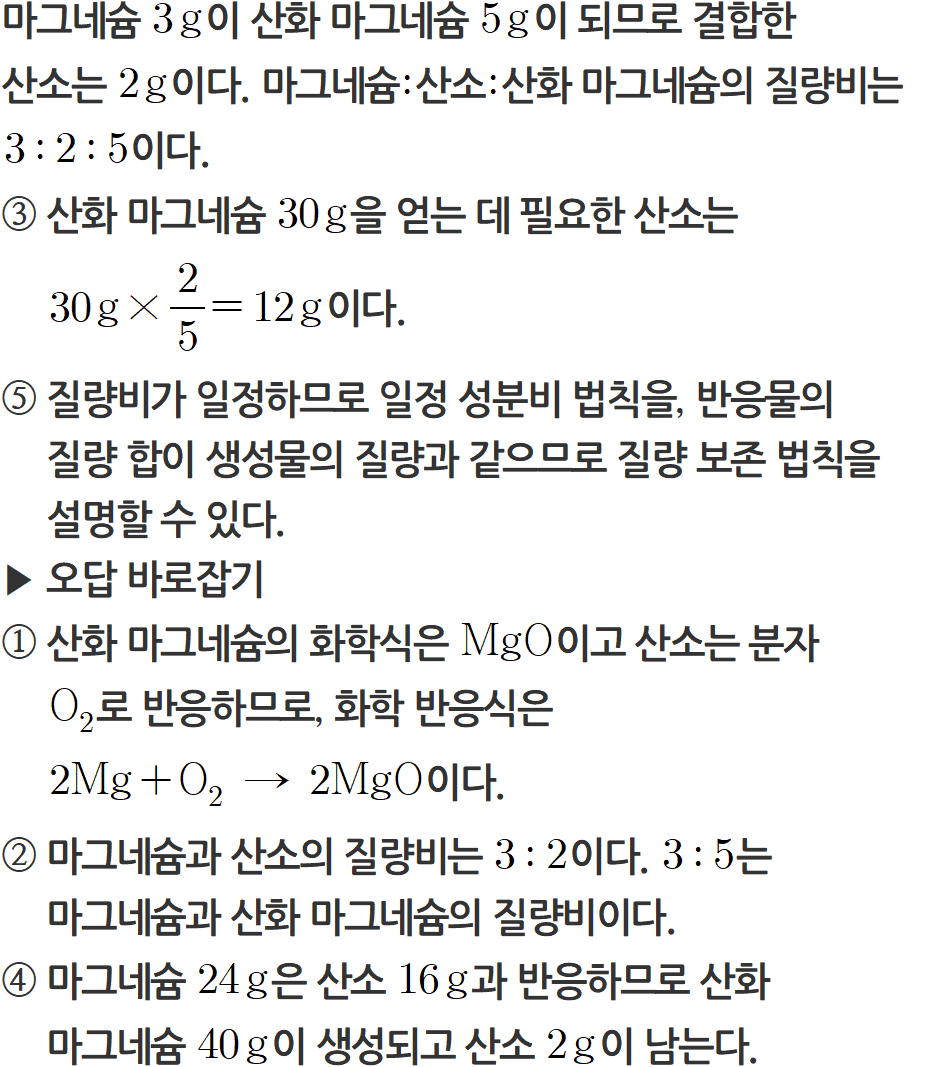 마그네슘 3 g이 산화 마그네슘 5 g이 되므로 결합한
산소는 2 g이다. 마그네슘:산소:산화 마그네슘의 질량비는
3 : 2 : 5이다.
③ 산화 마그네슘 30 g을 얻는 데 필요한 산소는
30 g × 2/5 = 12 g이다.
⑤ 질량비가 일정하므로 일정 성분비 법칙을, 반응물의
질량 합이 생성물의 질량과 같으므로 질량 보존 법칙을
설명할 수 있다.
▶ 오답 바로잡기
① 산화 마그네슘의 화학식은 MgO이고 산소는 분자
O₂로 반응하므로, 화학 반응식은
2Mg + O₂ → 2MgO이다.
② 마그네슘과 산소의 질량비는 3 : 2이다. 3 : 5는
마그네슘과 산화 마그네슘의 질량비이다.
④ 마그네슘 24 g은 산소 16 g과 반응하므로 산화
마그네슘 40 g이 생성되고 산소 2 g이 남는다.